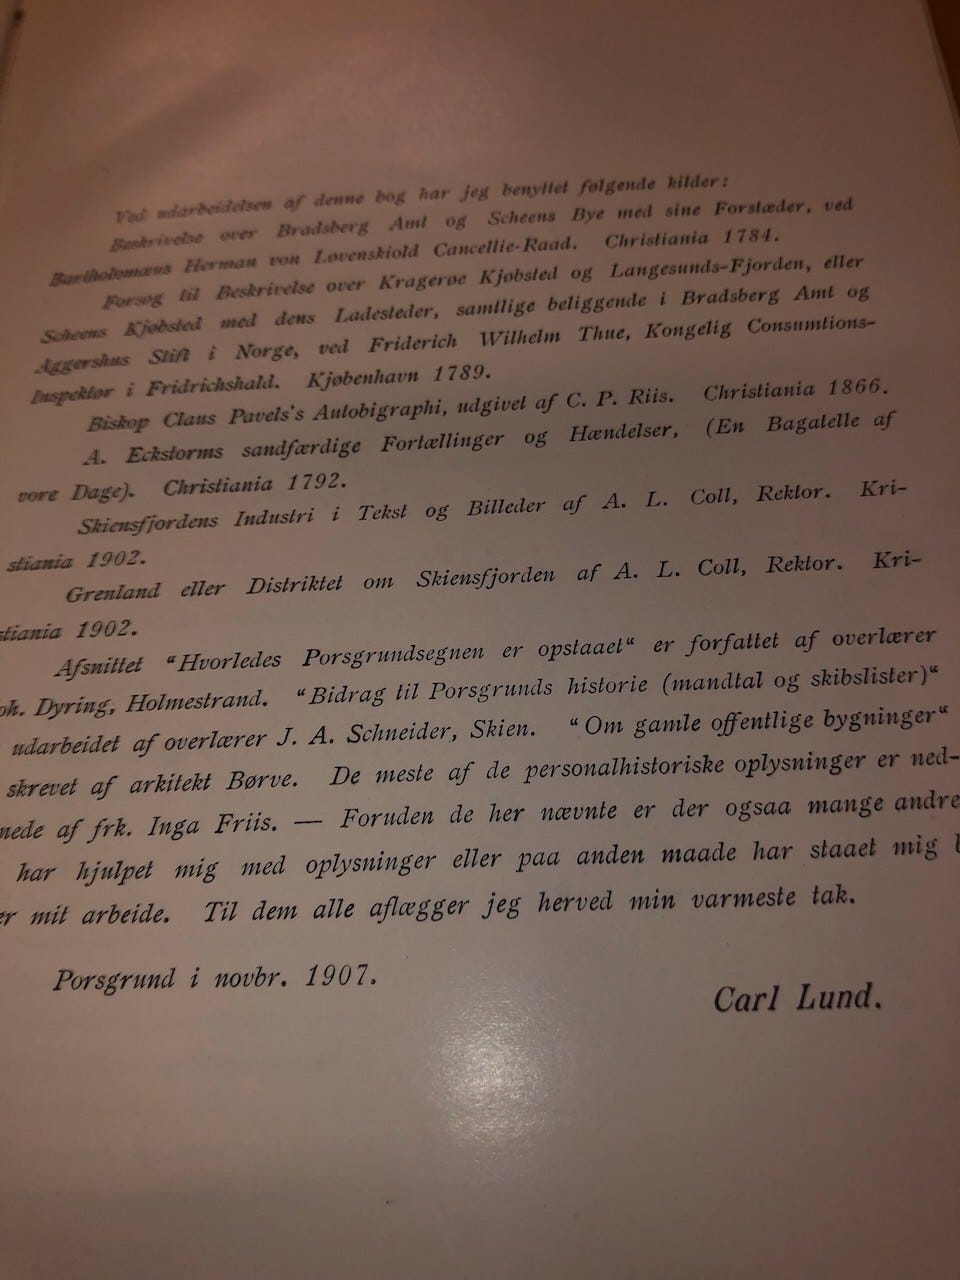 Ved udarbeidelsen af denne bog har jeg benyttet følgende kilder:
Beskrivelse over Bradsberg Amt og Scheens Bye med sine Forstæder, ved
Bartholomæus Herman von Løvenskiold Cancellie-Raad. Christiania 1784.
Forsøg til Beskrivelse over Kragerøe Kjøbsted og Langesunds-Fjorden, eller
Scheens Kjøbsted med dens Ladesteder, samtlige beliggende i Bradsberg Amt og
Aggershus Stift i Norge, ved Friderich Wilhelm Thue, Kongelig Consumtions-
Inspektør i Fridrichshald. Kjøbenhavn 1789.
Biskop Claus Pavels's Autobigraphi, udgivet af C. P. Riis. Christiania 1866.
A. Eckstorms sandfærdige Fortællinger og Hændelser, (En Bagatelle af
vore Dage). Christiania 1792.
Skiensfjordens Industri i Tekst og Billeder af A. L. Coll, Rektor. Kri-
stiania 1902.
Grenland eller Distriktet om Skiensfjorden af A. L. Coll, Rektor. Kri-
stiania 1902.
Afsnittet “Hvorledes Porsgrundsegnen er opstaaet“ er forfattet af overlærer
oh. Dyring, Holmestrand. “Bidrag til Porsgrunds historie (mandtal og skibslister)“
udarbeidet af overlærer J. A. Schneider, Skien. “Om gamle offentlige bygninger“
skrevet af arkitekt Børve. De meste af de personalhistoriske oplysninger er ned-
nede af frk. Inga Friis. — Foruden de her nævnte er der ogsaa mange andre
har hjulpet mig med oplysninger eller paa anden maade har staaet mig
er mit arbeide. Til dem alle aflægger jeg herved min varmeste tak.
Porsgrund i novbr. 1907.
Carl Lund.